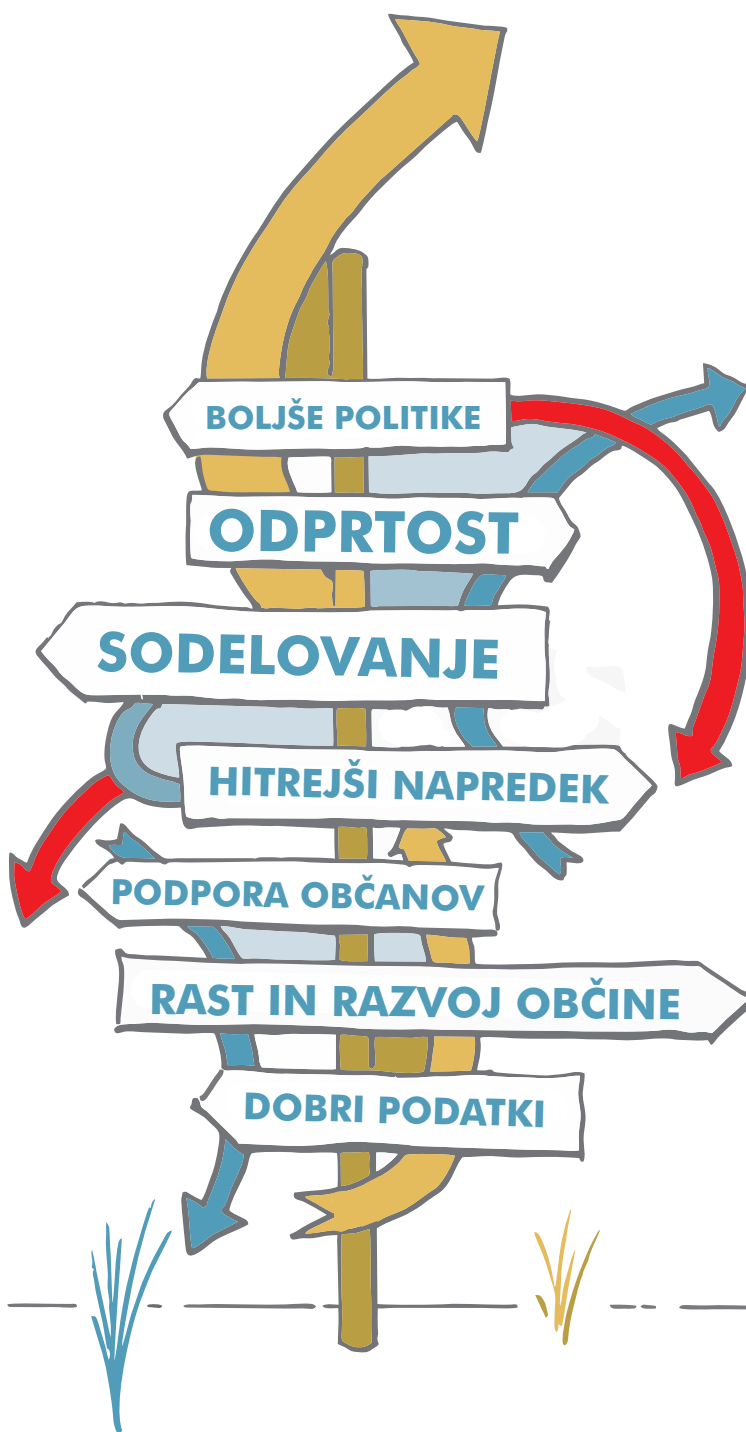 BOLJŠE POLITIKE
ODPRTOST
SODELOVANJE
HITREJŠI NAPREDEK
PODPORA OBČANOV
RAST IN RAZVOJ OBČINE
DOBRI PODATKI